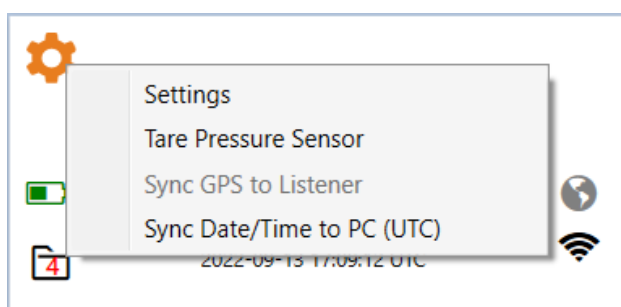 Settings
Tare Pressure Sensor
Sync GPS to Listener
Sync Date/Time to PC (UTC)
4
2022-09-13 17:09:12 UTC